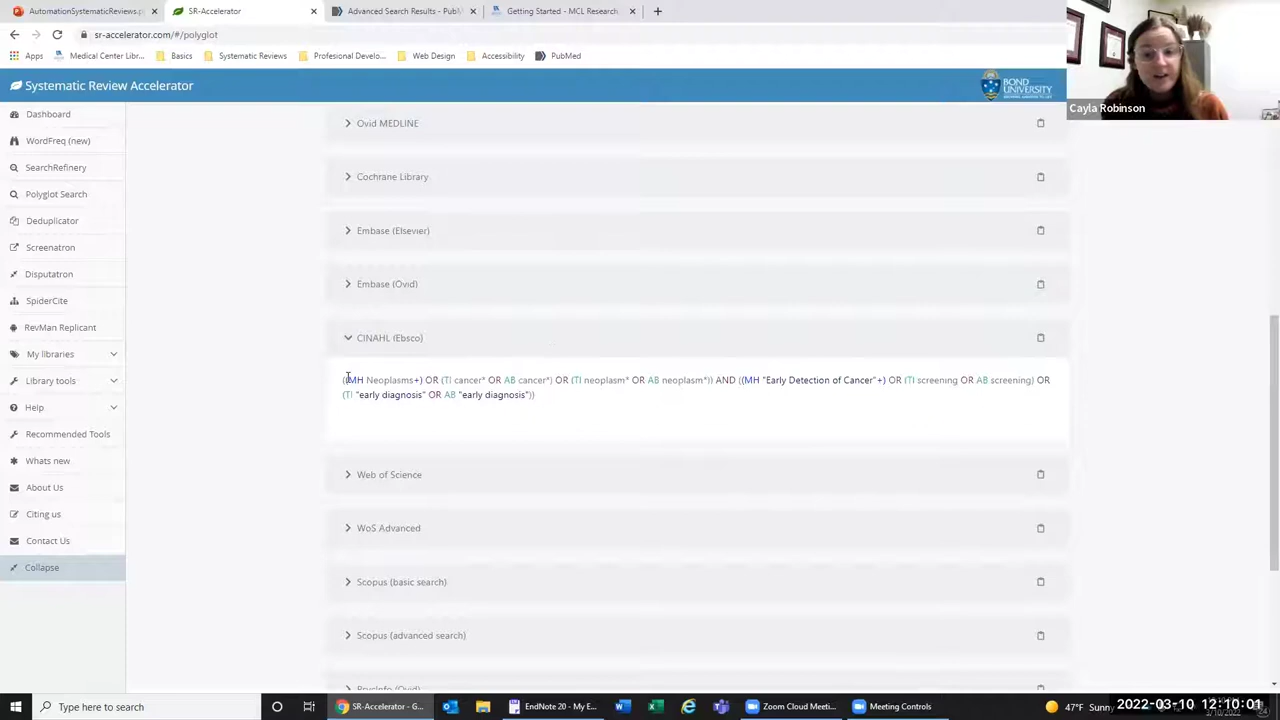 AutomationSystematicReviews.p
SR-Accelerator
Advanced Search Results - PubM
Getting Started - MCL Research
sr-accelerator.com/#/polyglot
Apps
Medical Center Libr...
Basics
Systematic Reviews
Profesional Develo...
Web Design
Accessibility
PubMed
Systematic Review Accelerator
BOND
UNIVERSITY
Cayla Robinson
Dashboard
WordFreq (new)
SearchRefinery
Polyglot Search
Deduplicator
Screenatron
Disputatron
SpiderCite
RevMan Replicant
My libraries
Library tools
Help
Recommended Tools
Whats new
About Us
Citing us
Contact Us
Collapse
Ovid MEDLINE
Cochrane Library
Embase (Elsevier)
Embase (Ovid)
CINAHL (Ebsco)
((MH Neoplasms+) OR (TI cancer* OR AB cancer*) OR (TI neoplasm* OR AB neoplasm*)) AND ((MH "Early Detection of Cancer"+) OR (TI screening OR AB screening) OR
(TI "early diagnosis" OR AB "early diagnosis"))
Web of Science
WoS Advanced
Scopus (basic search)
Scopus (advanced search)
PsycInfo (Ovid)
Type here to search
SR-Accelerator - G...
EndNote 20 - My E...
Zoom Cloud Meeti...
Meeting Controls
47°F Sunny
2022-03-10 12:10:01